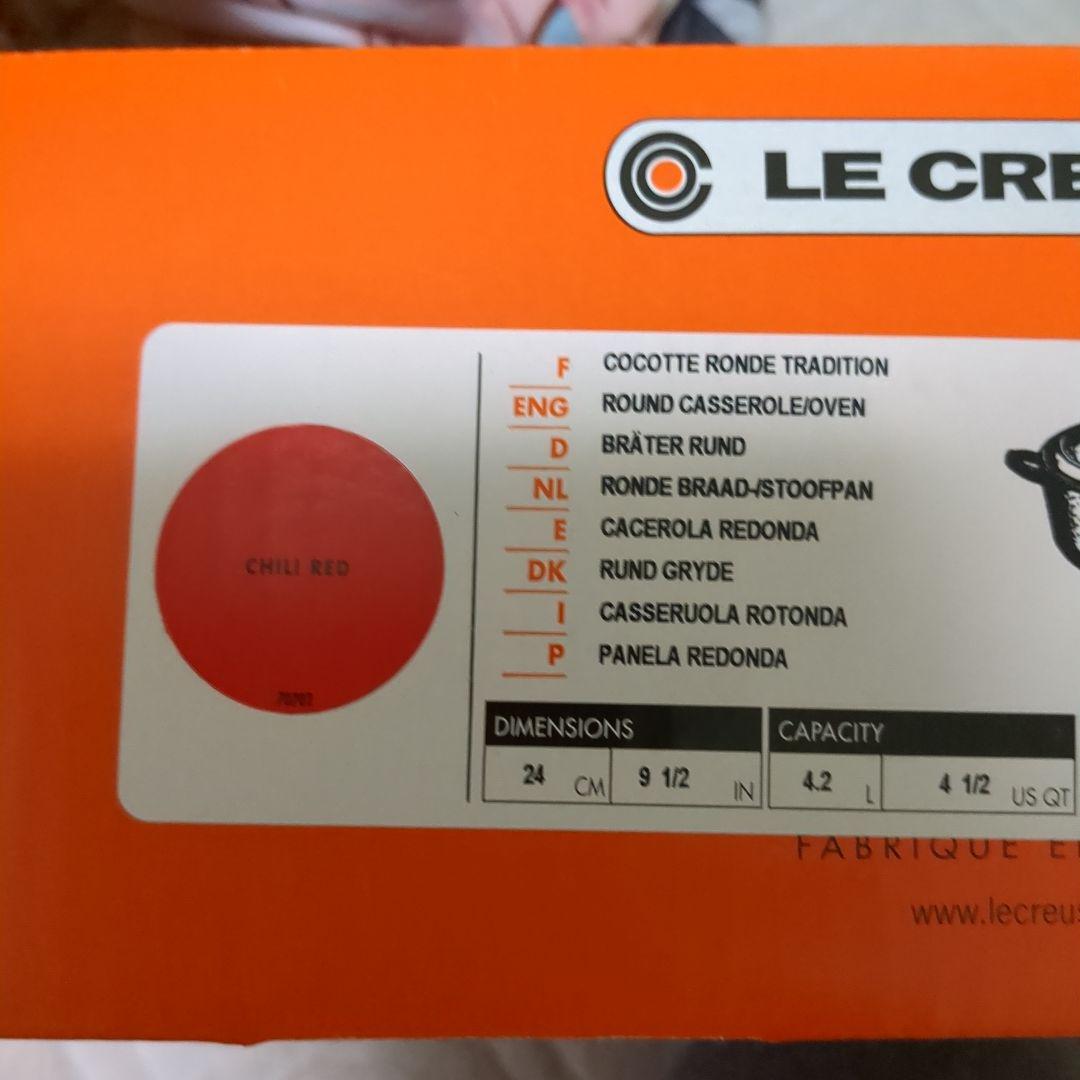 LE CRE
F COCOTTE RONDE TRADITION
ENG ROUND CASSEROLE/OVEN
D BRÄTER RUND
NL RONDE BRAAD-/STOOFPAN
E CACEROLA REDONDA
DK RUND GRYDE
I CASSERUOLA ROTONDA
P PANELA REDONDA
CHILI RED
DIMENSIONS CAPACITY
24 CM 9 1/2 IN 4.2 L 4 1/2 US QT
FABRIQUE E
www.lecreus